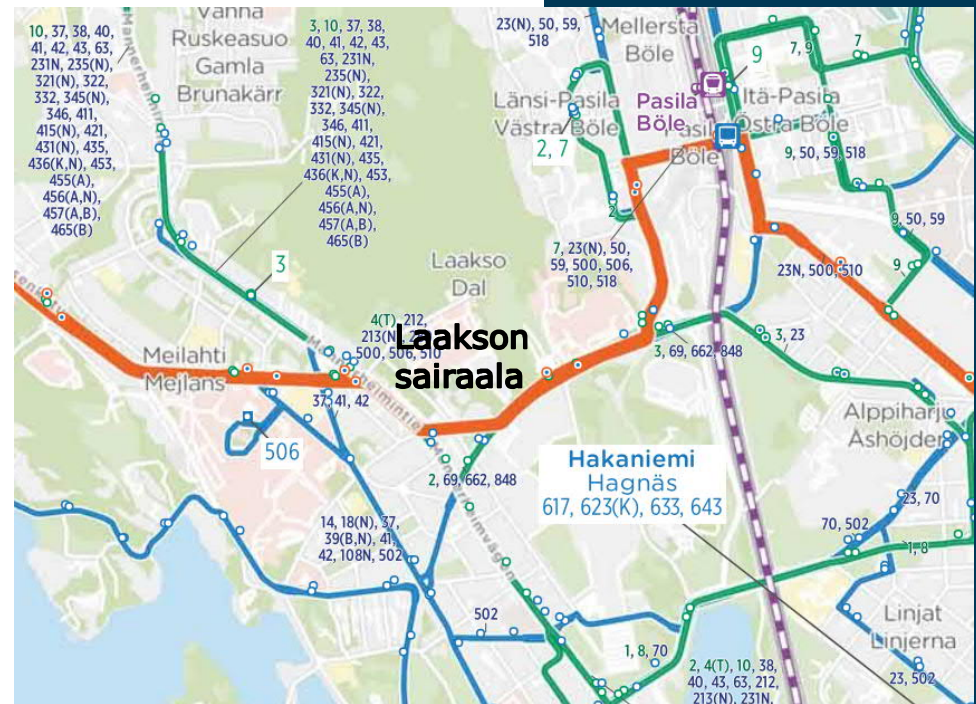 10, 37, 38, 40,
41, 42, 43, 63,
231N, 235(N),
321(N), 322,
332, 345(N),
346, 411,
415(N), 421,
431(N), 435,
436(K,N), 453,
455(A),
456(A,N),
457(A,B),
465(B)
Vanha
Ruskeasuo
Gamla
Brunakärr
3, 10, 37, 38,
40, 41, 42, 43,
63, 231N,
235(N),
321(N), 322,
332, 345(N),
346, 411,
415(N), 421,
431(N), 435,
436(K,N), 453,
455(A),
456(A,N),
457(A,B),
465(B)
23(N), 50, 59,
518
Mellersta
Böle
9
7, 9
7
Länsi-Pasila
Västra Böle
2, 7
Pasila
Böle
Itä-Pasila
Östra Böle
Böle
9, 50, 59, 518
2
9, 50, 59
7, 23(N), 50,
59, 500, 506,
510, 518
23N, 500, 510
9
Laakso
Dal
3
4(T), 212,
500, 506, 510
Laakson
sairaala
3, 69, 662, 848
3, 23
Meilahti
Mejlans
37, 41, 42
506
2, 69, 662, 848
Alppiharju
Åshöjden
Hakaniemi
Hagnäs
617, 623(K), 633, 643
14, 18(N), 37,
39(B,N), 41,
42, 108N, 502
23, 70
70, 502
1, 8
502
1, 8, 70
Linjat
Linjerna
2, 4(T), 10, 38,
40, 43, 63, 212,
213(N), 231N,
23, 502